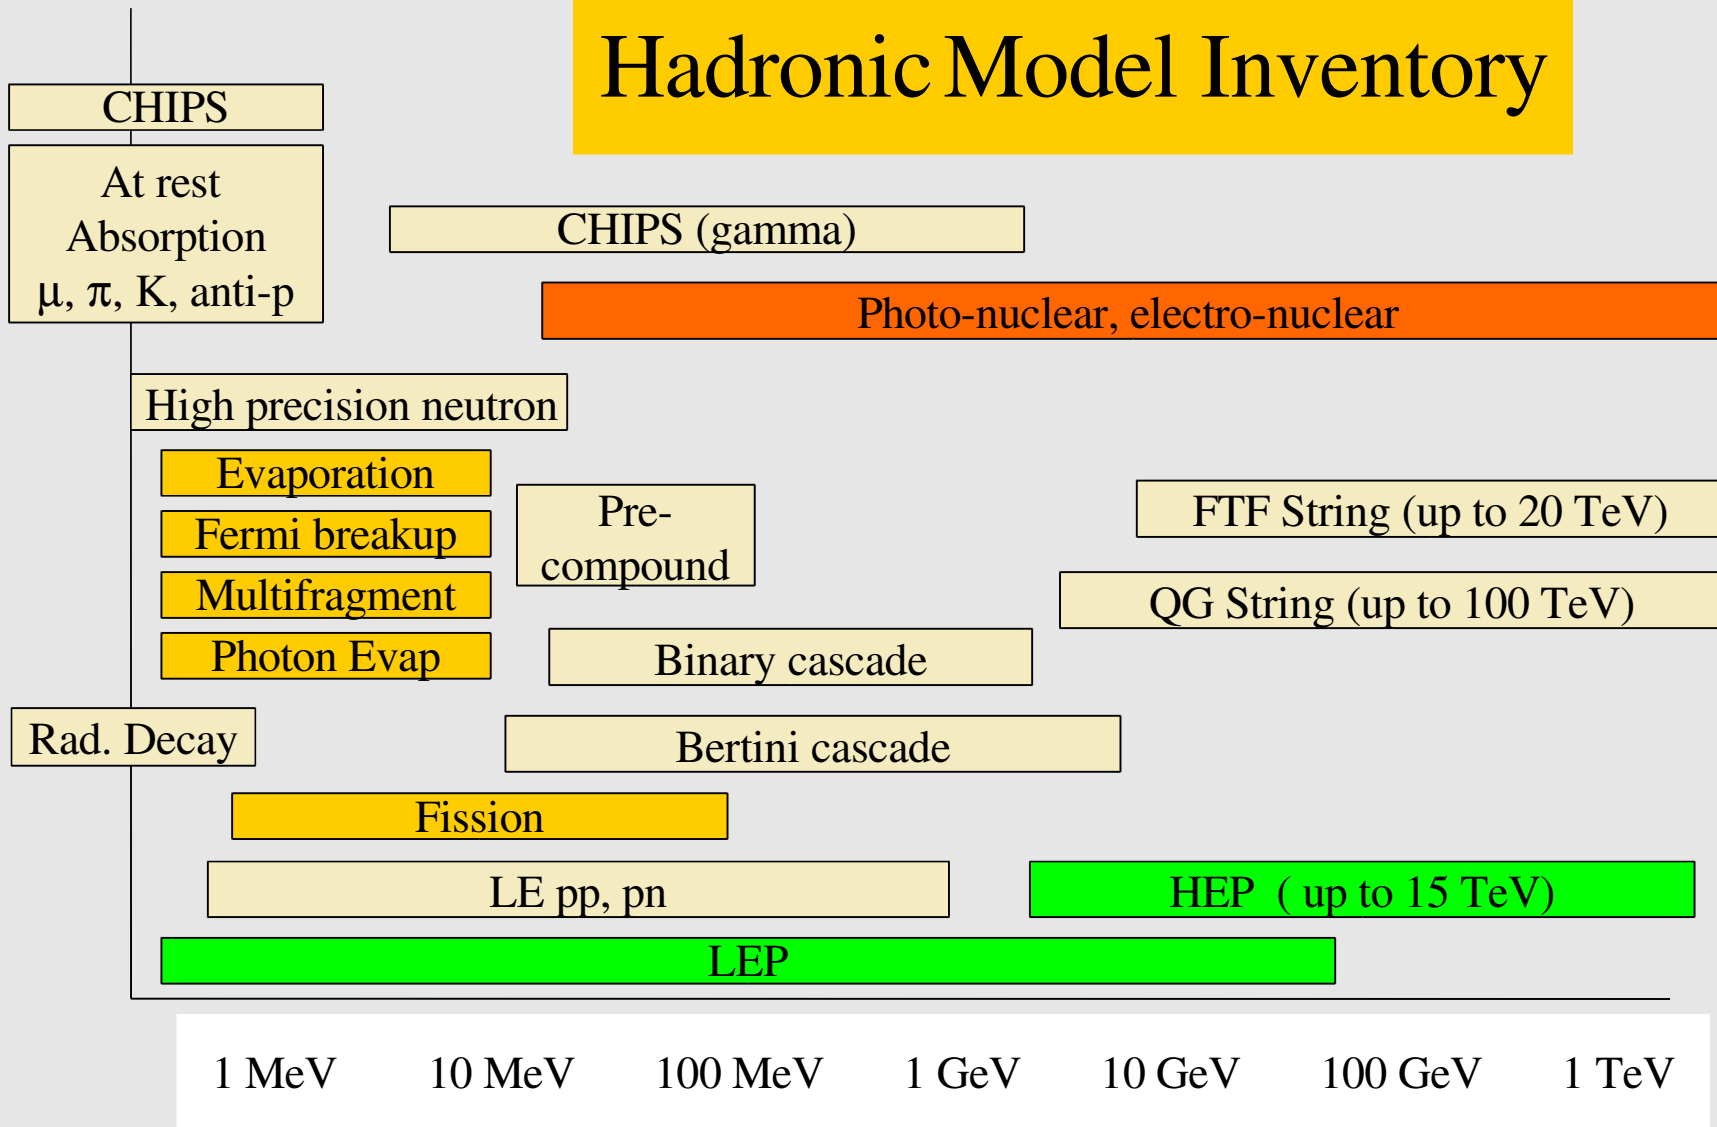 Hadronic Model Inventory
CHIPS
At rest
Absorption
μ, π, K, anti-p
CHIPS (gamma)
Photo-nuclear, electro-nuclear
High precision neutron
Evaporation
Fermi breakup
Multifragment
Photon Evap
Pre-
compound
FTF String (up to 20 TeV)
QG String (up to 100 TeV)
Binary cascade
Rad. Decay
Bertini cascade
Fission
LE pp, pn
HEP ( up to 15 TeV)
LEP
1 MeV 10 MeV 100 MeV 1 GeV 10 GeV 100 GeV 1 TeV